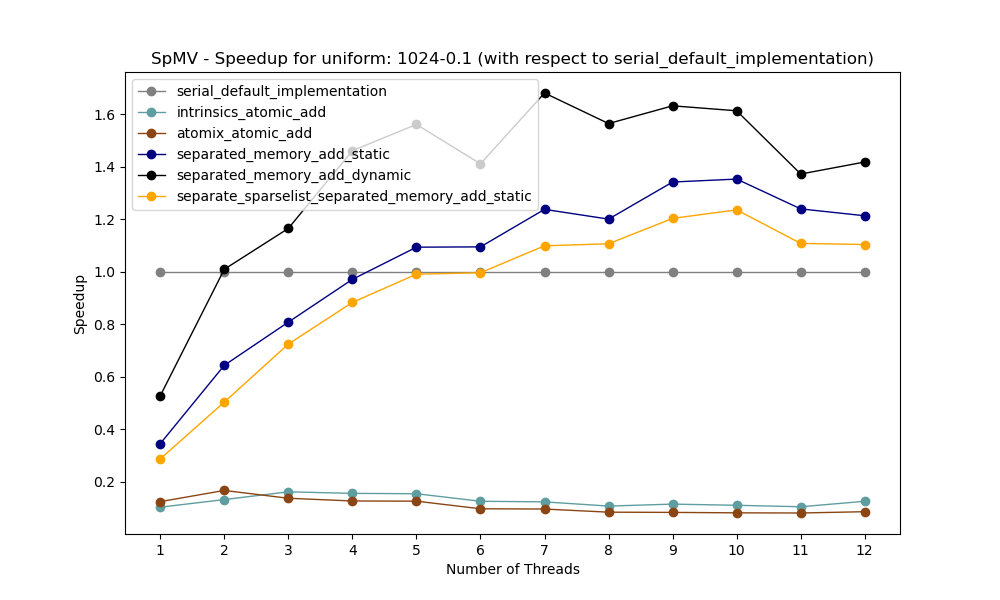 SpMV - Speedup for uniform: 1024-0.1 (with respect to serial_default_implementation)
serial_default_implementation
intrinsics_atomic_add
atomix_atomic_add
separated_memory_add_static
separated_memory_add_dynamic
separate_sparselist_separated_memory_add_static
Speedup
1.6
1.4
1.2
1.0
0.8
0.6
0.4
0.2
1 2 3 4 5 6 7 8 9 10 11 12
Number of Threads